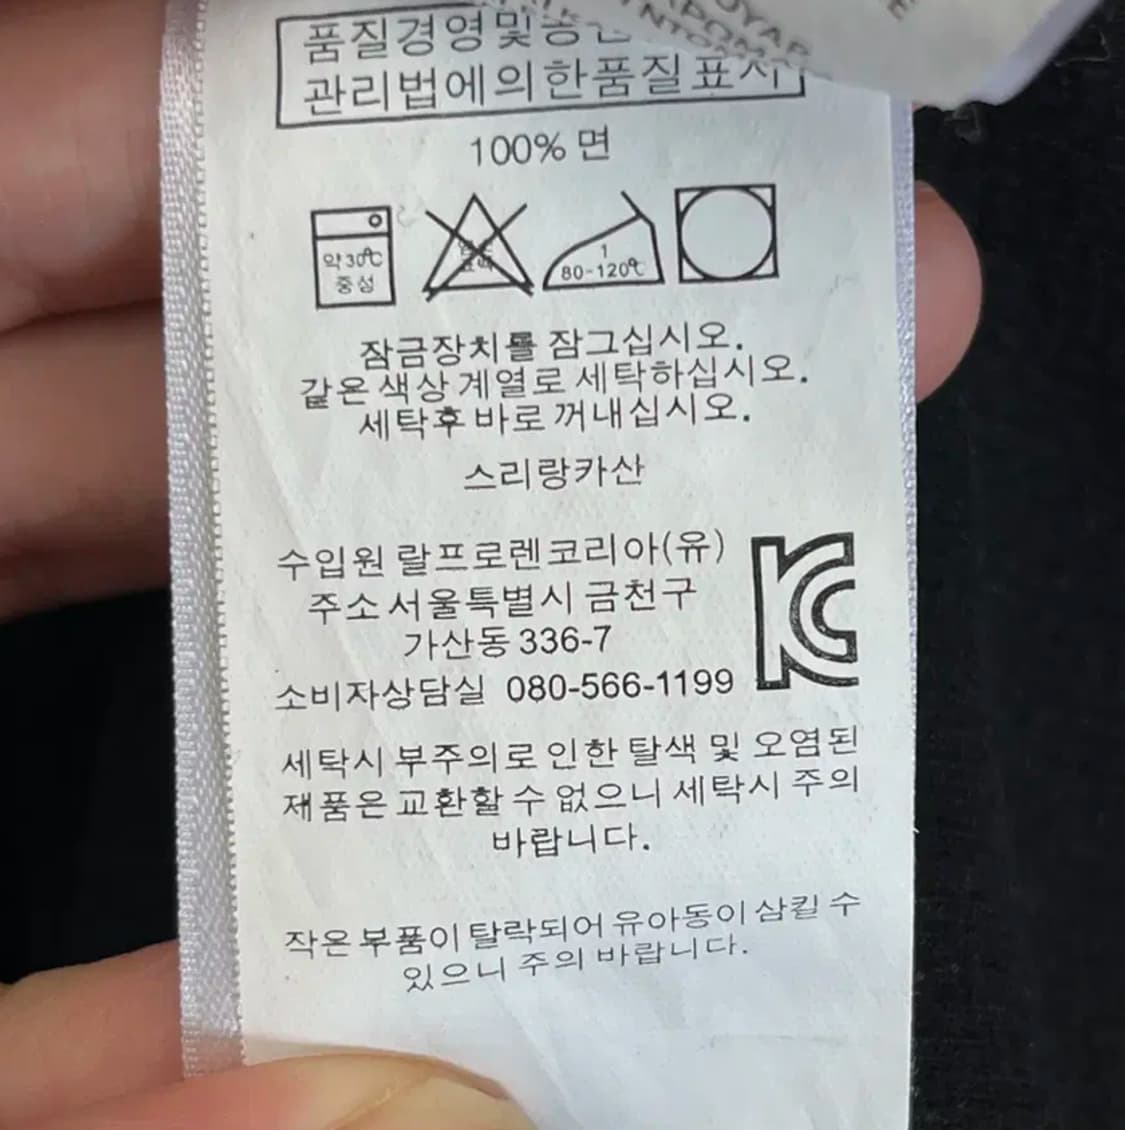 품질경영및공
관리법에의한품질표시
100% 면
약 30℃
중성
1
80-120℃
잠금장치를 잠그십시오.
같은 색상 계열로 세탁하십시오.
세탁후 바로 꺼내십시오.
스리랑카산
수입원 랄프로렌코리아(유)
주소 서울특별시 금천구
가산동 336-7
소비자상담실 080-566-1199
세탁시 부주의로 인한 탈색 및 오염된
제품은 교환할 수 없으니 세탁시 주의
바랍니다.
작은 부품이 탈락되어 유아동이 삼킬 수
있으니 주의 바랍니다.